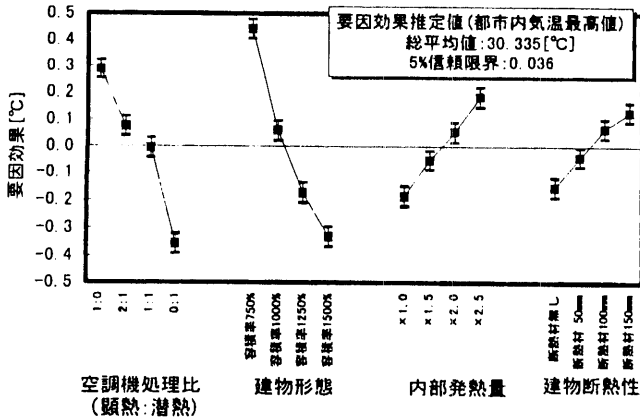 要因効果推定値(都市内気温最高値)
総平均値:30.335[℃]
5%信頼限界:0.036
要因効果[℃]
0.5
0.4
0.3
0.2
0.1
0.0
-0.1
-0.2
-0.3
-0.4
-0.5
1:0
2:1
1:1
0:1
容積率750%
容積率1000%
容積率1250%
容積率1500%
×1.0
×1.5
×2.0
×2.5
断熱材無し
断熱材 50mm
断熱材100mm
断熱材150mm
空調機処理比
(顕熱:潜熱)
建物形態
内部発熱量
建物断熱性